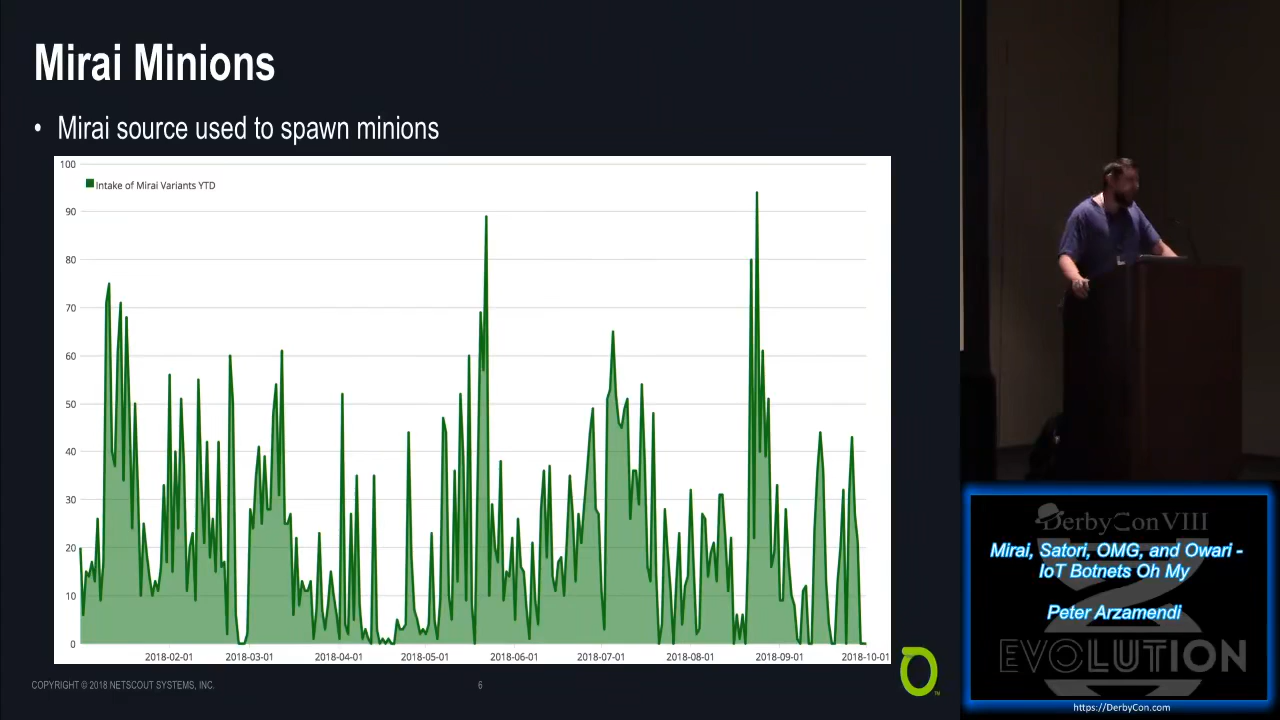 Mirai Minions
• Mirai source used to spawn minions
100
Intake of Mirai Variants YTD
90
80
70
60
50
40
30
20
10
0
2018-02-01 2018-03-01 2018-04-01 2018-05-01 2018-06-01 2018-07-01 2018-08-01 2018-09-01 2018-10-01
COPYRIGHT © 2018 NETSCOUT SYSTEMS, INC.
6
TM
DerbyCon VIII
Mirai, Satori, OMG, and Owari -
IoT Botnets Oh My
Peter Arzamendi
EVOLUTION
https://DerbyCon.com